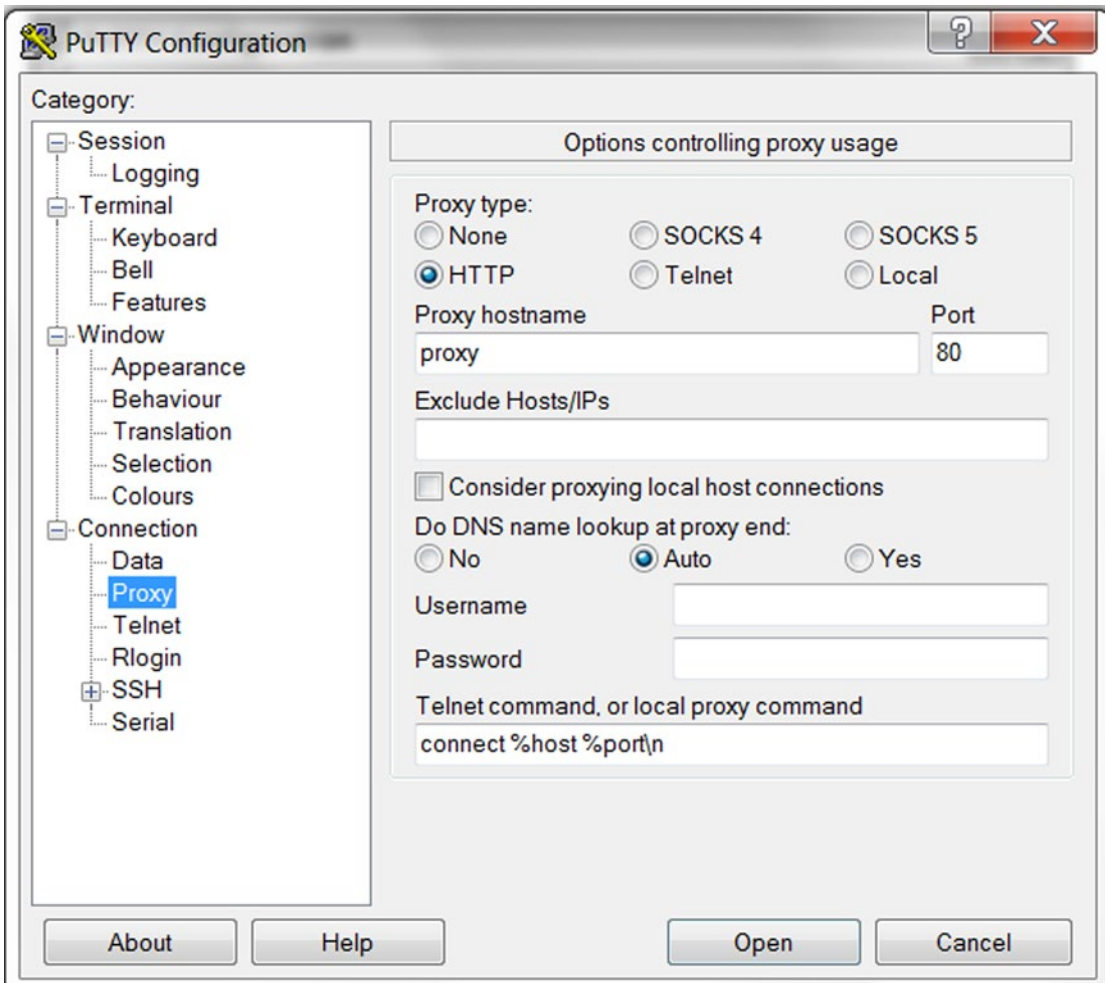 PuTTY Configuration
Category:
Session
Logging
Terminal
Keyboard
Bell
Features
Window
Appearance
Behaviour
Translation
Selection
Colours
Connection
Data
Proxy
Telnet
Rlogin
SSH
Serial
Options controlling proxy usage
Proxy type:
None SOCKS 4 SOCKS 5
HTTP Telnet Local
Proxy hostname Port
proxy 80
Exclude Hosts/IPs
Consider proxying local host connections
Do DNS name lookup at proxy end:
No Auto Yes
Username
Password
Telnet command, or local proxy command
connect %host %port\n
About Help Open Cancel